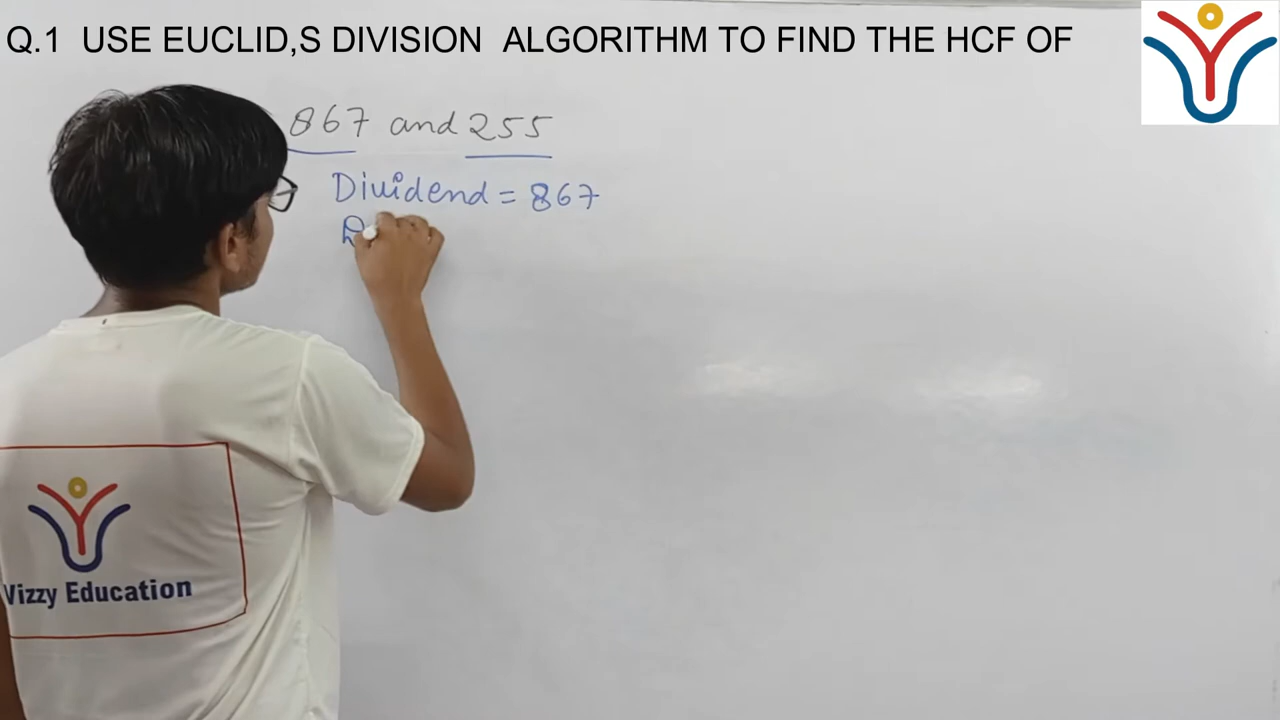 Q.1 USE EUCLID,S DIVISION ALGORITHM TO FIND THE HCF OF
867 and 255
Dividend = 867
Vizzy Education